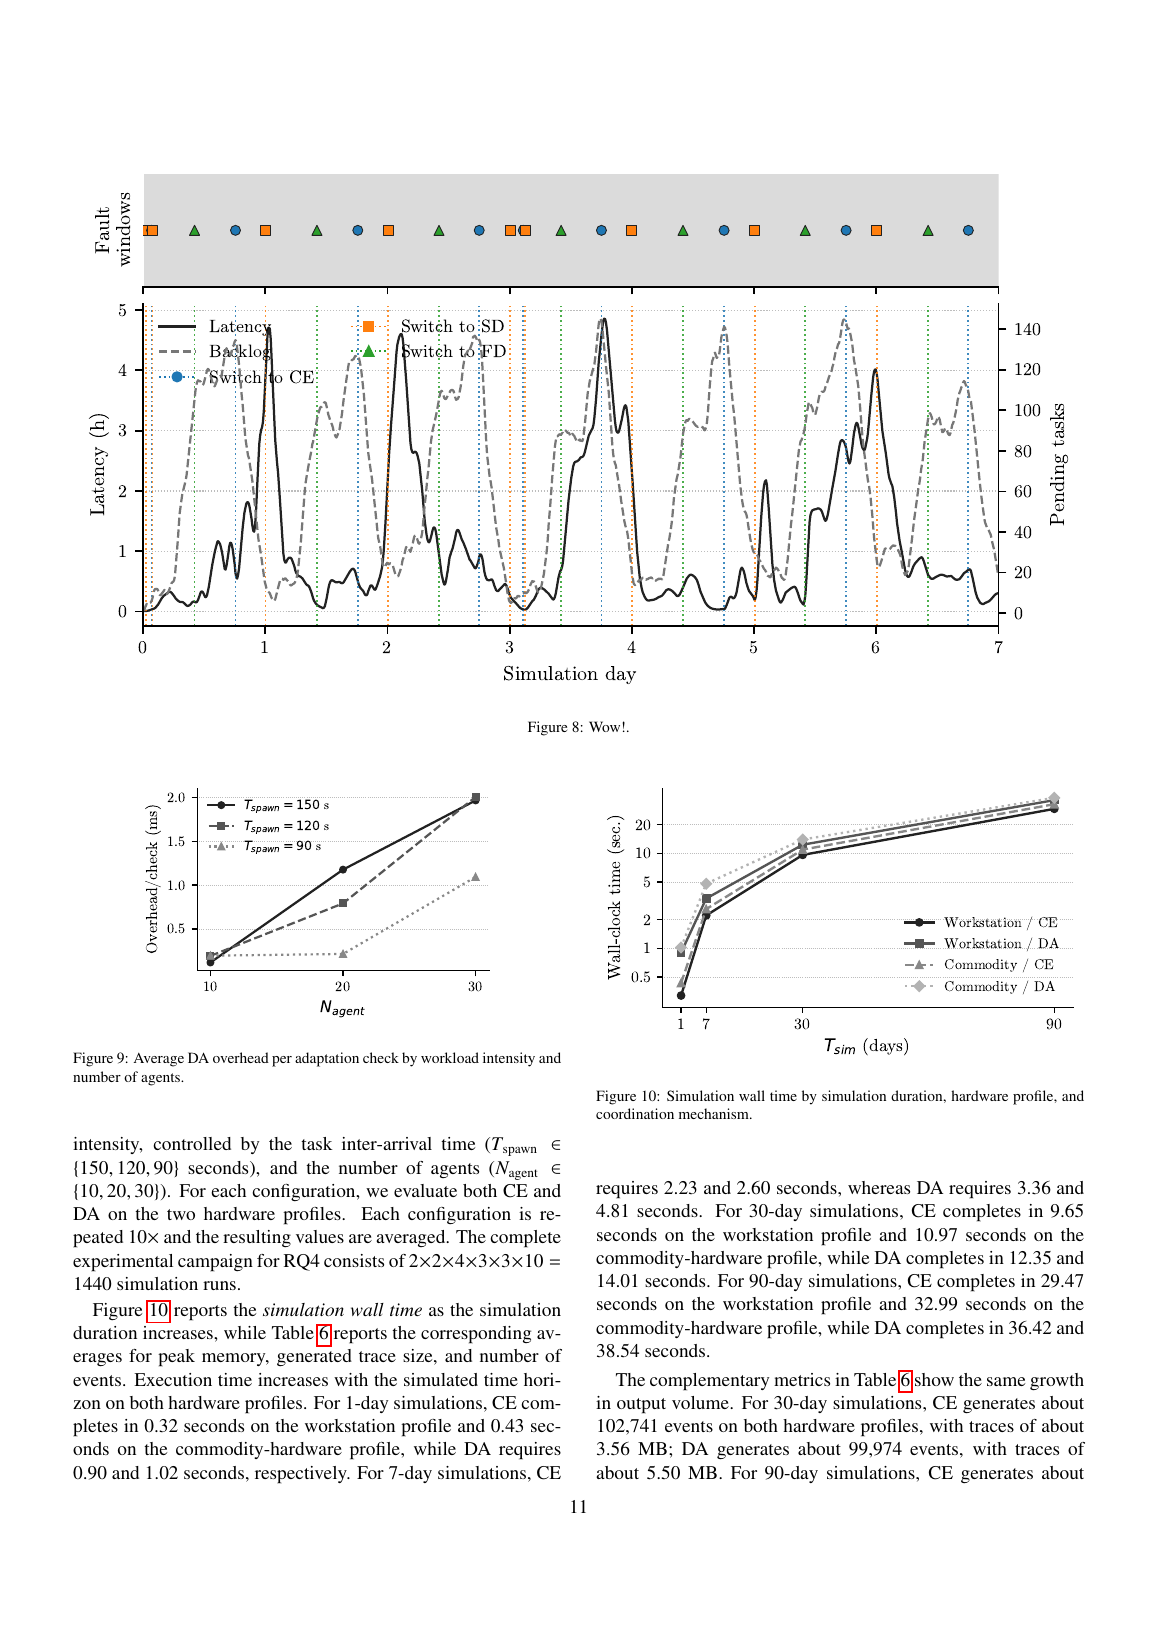 Fault
windows
5
4
3
2
1
0
Latency (h)
Latency
Backlog
Switch to CE
Switch to SD
Switch to FD
140
120
100
80
60
40
20
0
Pending tasks
0 1 2 3 4 5 6 7
Simulation day
Figure 8: Wow!.
2.0
1.5
1.0
0.5
Overhead/check (ms)
T_spawn = 150 s
T_spawn = 120 s
T_spawn = 90 s
10 20 30
N_agent
Figure 9: Average DA overhead per adaptation check by workload intensity and
number of agents.
intensity, controlled by the task inter-arrival time (T_spawn ∈
{150, 120, 90} seconds), and the number of agents (N_agent ∈
{10, 20, 30}). For each configuration, we evaluate both CE and
DA on the two hardware profiles. Each configuration is re-
peated 10× and the resulting values are averaged. The complete
experimental campaign for RQ4 consists of 2×2×4×3×3×10 =
1440 simulation runs.
Figure 10 reports the simulation wall time as the simulation
duration increases, while Table 6 reports the corresponding av-
erages for peak memory, generated trace size, and number of
events. Execution time increases with the simulated time hori-
zon on both hardware profiles. For 1-day simulations, CE com-
pletes in 0.32 seconds on the workstation profile and 0.43 sec-
onds on the commodity-hardware profile, while DA requires
0.90 and 1.02 seconds, respectively. For 7-day simulations, CE
20
10
5
2
1
0.5
Wall-clock time (sec.)
Workstation / CE
Workstation / DA
Commodity / CE
Commodity / DA
1 7 30 90
T_sim (days)
Figure 10: Simulation wall time by simulation duration, hardware profile, and
coordination mechanism.
requires 2.23 and 2.60 seconds, whereas DA requires 3.36 and
4.81 seconds. For 30-day simulations, CE completes in 9.65
seconds on the workstation profile and 10.97 seconds on the
commodity-hardware profile, while DA completes in 12.35 and
14.01 seconds. For 90-day simulations, CE completes in 29.47
seconds on the workstation profile and 32.99 seconds on the
commodity-hardware profile, while DA completes in 36.42 and
38.54 seconds.
The complementary metrics in Table 6 show the same growth
in output volume. For 30-day simulations, CE generates about
102,741 events on both hardware profiles, with traces of about
3.56 MB; DA generates about 99,974 events, with traces of
about 5.50 MB. For 90-day simulations, CE generates about
11